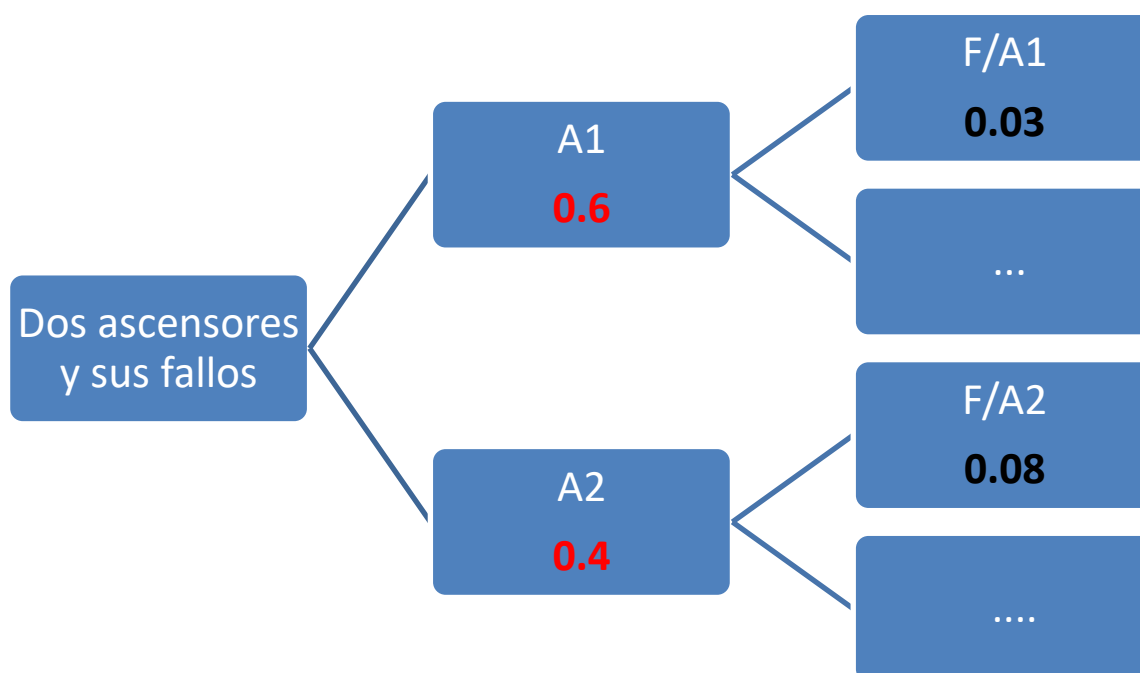 Dos ascensores
y sus fallos
A1
0.6
F/A1
0.03
...
A2
0.4
F/A2
0.08
....